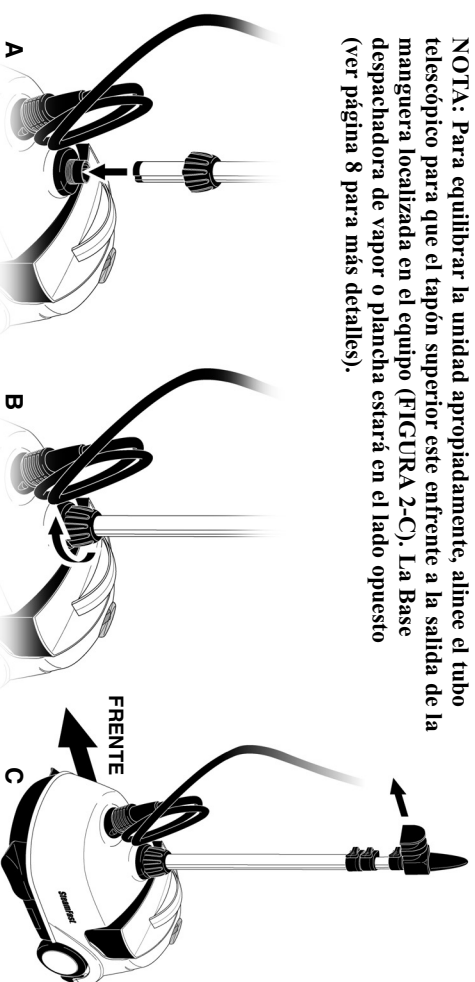 NOTA: Para equilibrar la unidad apropiadamente, alinee el tubo
telescópico para que el tapón superior este enfrente a la salida de la
manguera localizada en el equipo (FIGURA 2-C). La Base
despachadora de vapor o plancha estará en el lado opuesto
(ver página 8 para más detalles).
A
B
FRENTE
C
SteamFast